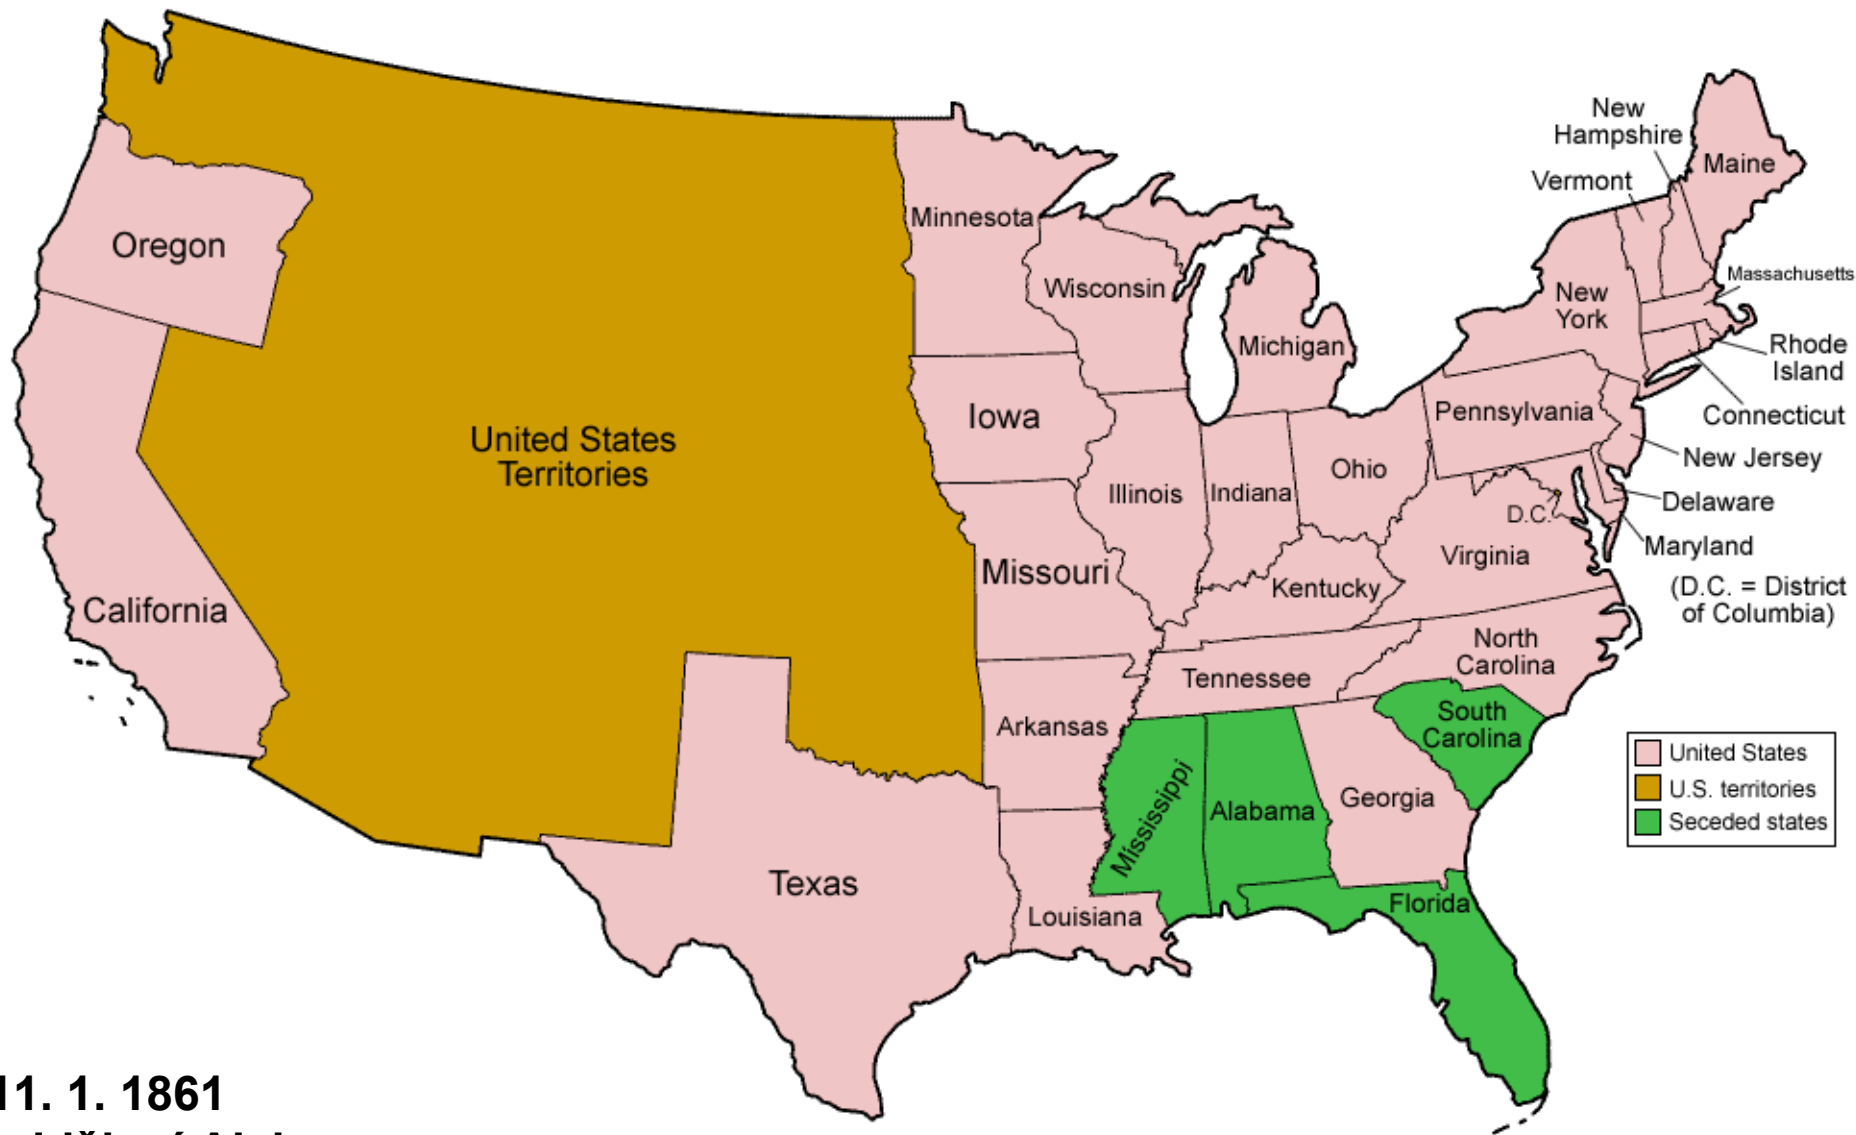 New
Hampshire
Maine
Vermont
Minnesota
Oregon
Massachusetts
Wisconsin
New
York
Michigan
Rhode
Island
Pennsylvania
Connecticut
Iowa
United States
Territories
New Jersey
Ohio
Illinois
Indiana
Delaware
D.C.
Maryland
Virginia
Missouri
Kentucky
(D.C. = District
of Columbia)
California
North
Carolina
Tennessee
South
Carolina
Arkansas
United States
U.S. territories
Seceded states
Mississippi
Alabama
Georgia
Texas
Florida
Louisiana
11. 1. 1861